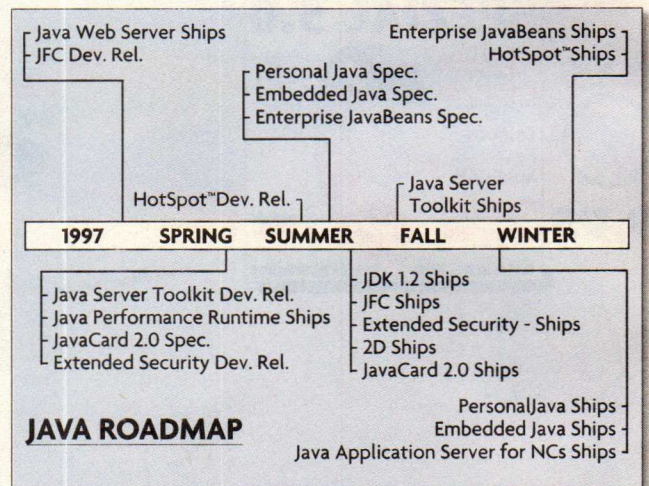 Java Web Server Ships
JFC Dev. Rel.
Enterprise JavaBeans Ships
HotSpot™Ships
Personal Java Spec.
Embedded Java Spec.
Enterprise JavaBeans Spec.
HotSpot™Dev. Rel.
Java Server
Toolkit Ships
1997 SPRING SUMMER FALL WINTER
Java Server Toolkit Dev. Rel.
Java Performance Runtime Ships
JavaCard 2.0 Spec.
Extended Security Dev. Rel.
JDK 1.2 Ships
JFC Ships
Extended Security - Ships
2D Ships
JavaCard 2.0 Ships
PersonalJava Ships
Embedded Java Ships
Java Application Server for NCs Ships
JAVA ROADMAP